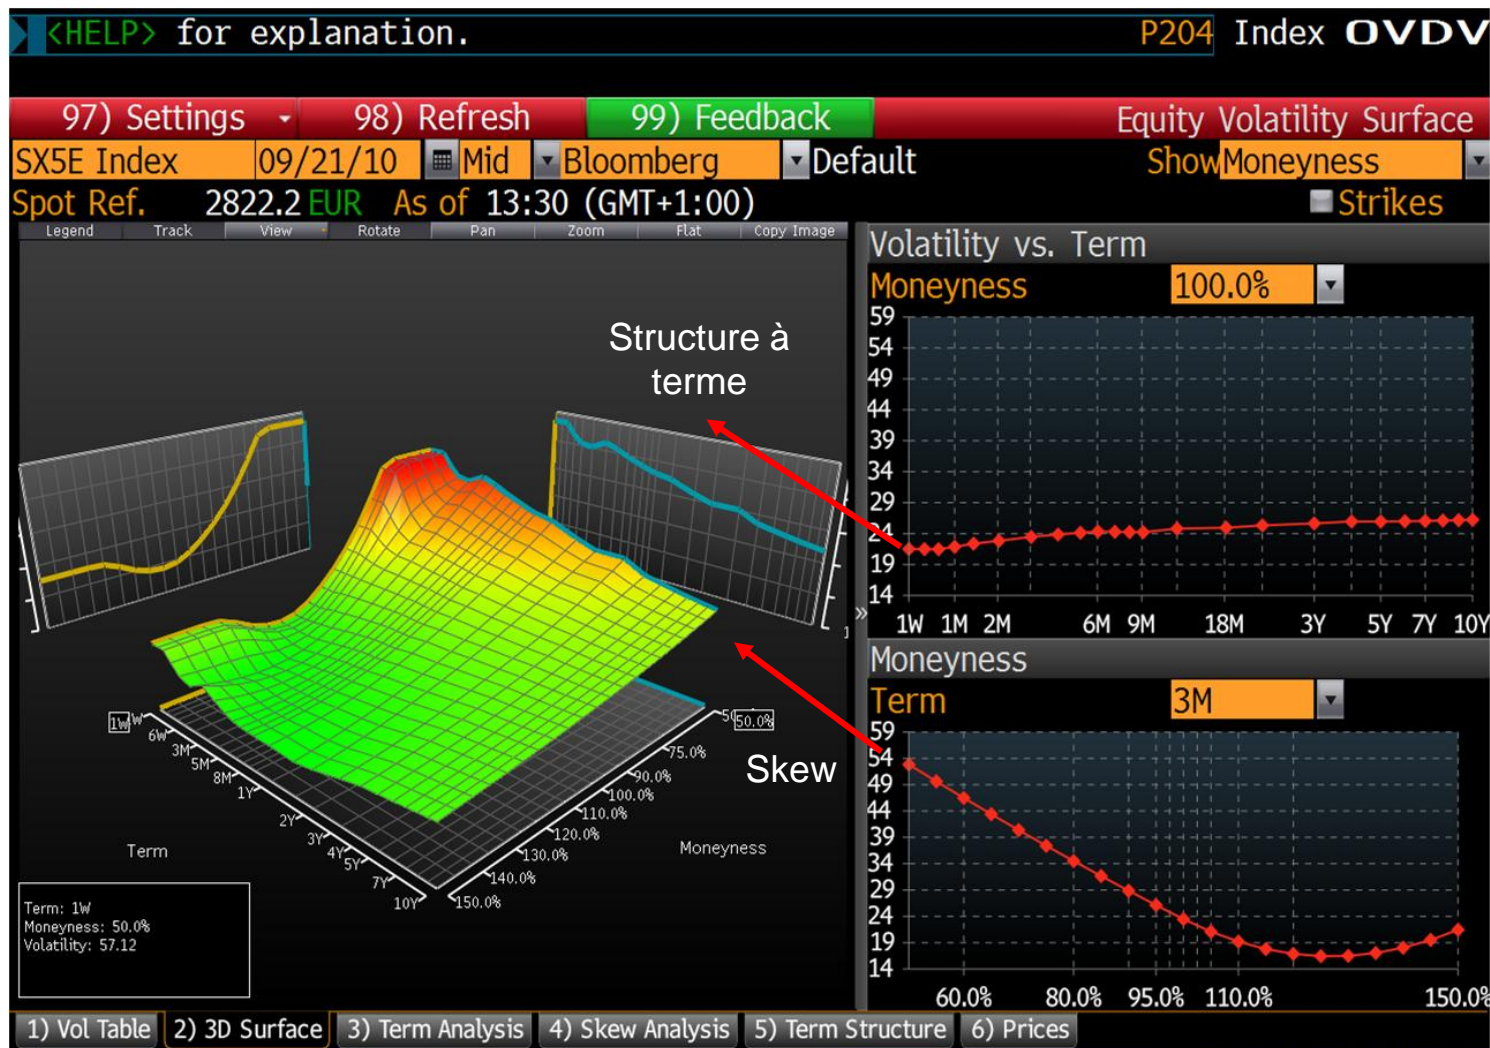 <HELP> for explanation. P204 Index OVDV
97) Settings 98) Refresh 99) Feedback Equity Volatility Surface
SX5E Index 09/21/10 Mid Bloomberg Default Show Moneyness
Spot Ref. 2822.2 EUR As of 13:30 (GMT+1:00) Strikes
Legend Track View Rotate Pan Zoom Flat Copy Image
Structure à
terme
Skew
1W
6W
3M
5M
8M
1Y
2Y
3Y
4Y
5Y
7Y
10Y
Term
50.0%
75.0%
90.0%
100.0%
110.0%
120.0%
130.0%
140.0%
150.0%
Moneyness
Term: 1W
Moneyness: 50.0%
Volatility: 57.12
Volatility vs. Term
Moneyness 100.0%
59
54
49
44
39
34
29
24
19
14
1W 1M 2M 6M 9M 18M 3Y 5Y 7Y 10Y
»
Moneyness
Term 3M
59
54
49
44
39
34
29
24
19
14
60.0% 80.0% 95.0% 110.0% 150.0%
1) Vol Table 2) 3D Surface 3) Term Analysis 4) Skew Analysis 5) Term Structure 6) Prices